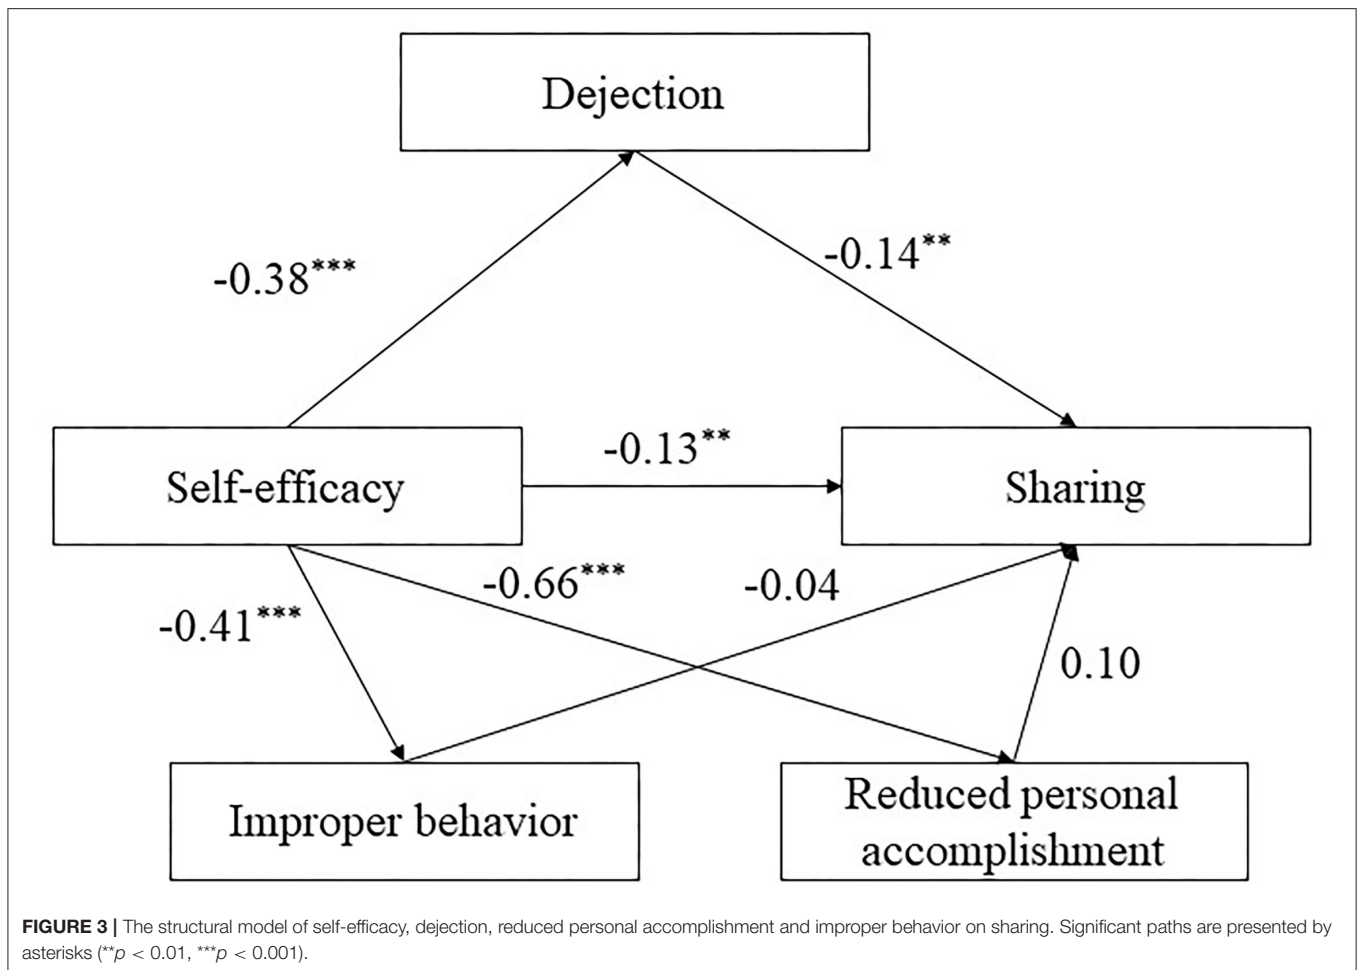 Dejection
-0.38***
-0.14**
-0.13**
Self-efficacy
Sharing
-0.66***
-0.04
-0.41***
0.10
Improper behavior
Reduced personal
accomplishment
FIGURE 3 | The structural model of self-efficacy, dejection, reduced personal accomplishment and improper behavior on sharing. Significant paths are presented by
asterisks (**p < 0.01, ***p < 0.001).